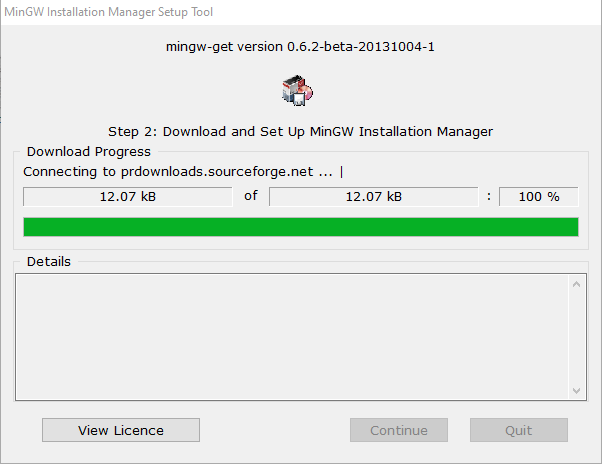 MinGW Installation Manager Setup Tool
mingw-get version 0.6.2-beta-20131004-1
Step 2: Download and Set Up MinGW Installation Manager
Download Progress
Connecting to prdownloads.sourceforge.net ... |
12.07 kB of 12.07 kB : 100 %
Details
View Licence Continue Quit